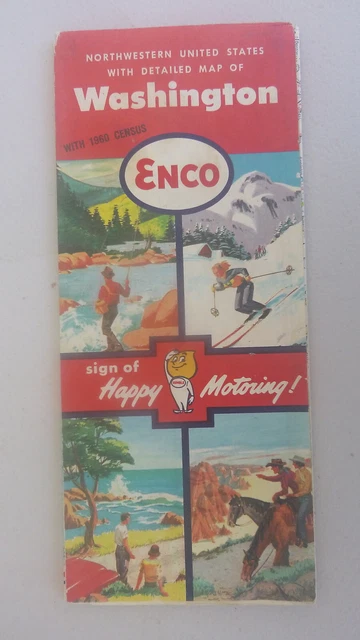 NORTHWESTERN UNITED STATES
WITH DETAILED MAP OF
Washington
WITH 1960 CENSUS
ENCO
sign of
Happy Motoring!